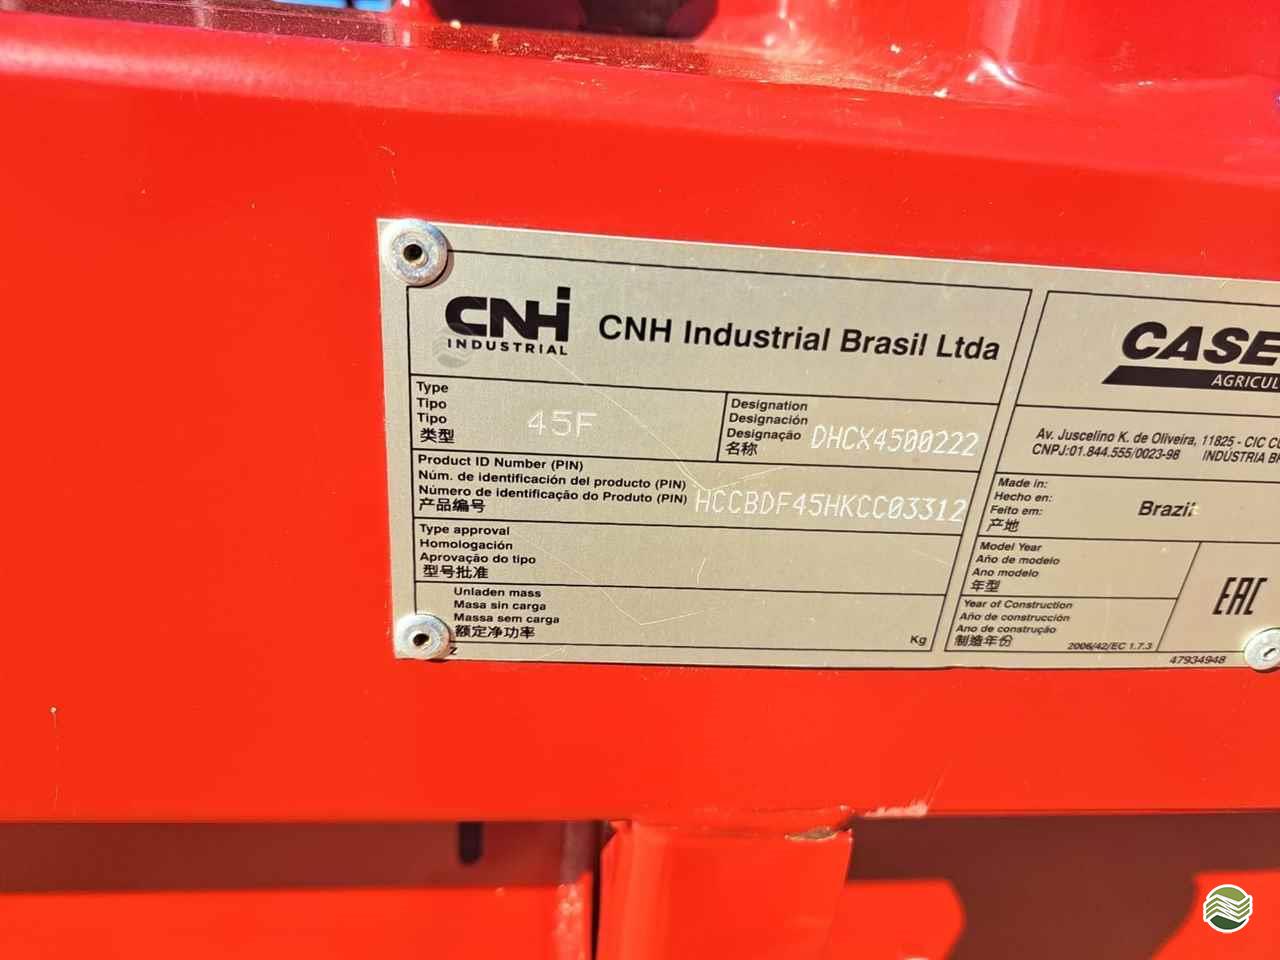 CNH
INDUSTRIAL
CNH Industrial Brasil Ltda
Type
Tipo
Tipo
类型
45F
Designation
Designación
Designação
名称
DHCX4500222
Product ID Number (PIN)
Núm. de identificación del producto (PIN)
Número de identificação do Produto (PIN)
产品编号
HCCBDF45HKCC03312
Type approval
Homologación
Aprovação do tipo
型号批准
Unladen mass
Masa sin carga
Massa sem carga
额定净功率
Kg
z
CASE
AGRICUL
Av. Juscelino K. de Oliveira, 11825 - CIC CU
CNPJ:01.844.555/0023-98 INDÚSTRIA BR
Made in:
Hecho en:
Feito em:
产地
Brazil
Model Year
Año de modelo
Ano modelo
年型
Year of Construction
Año de construcción
Ano de construção
制造年份
2006/42/EC 1.7.3
EAC
47934948